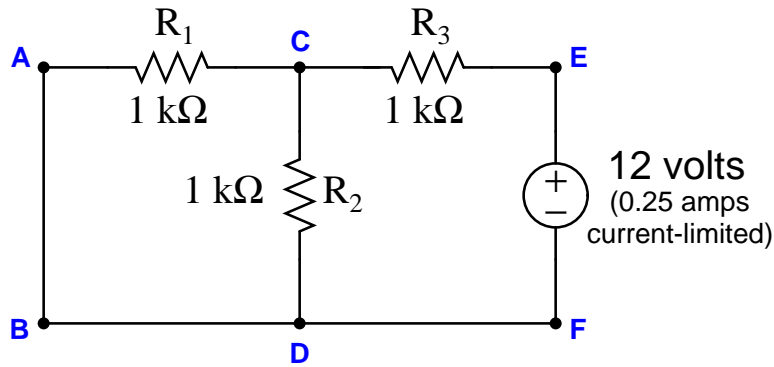 R1
C
R3
A
E
1 kΩ
1 kΩ
1 kΩ
R2
+
−
12 volts
(0.25 amps
current-limited)
B
D
F